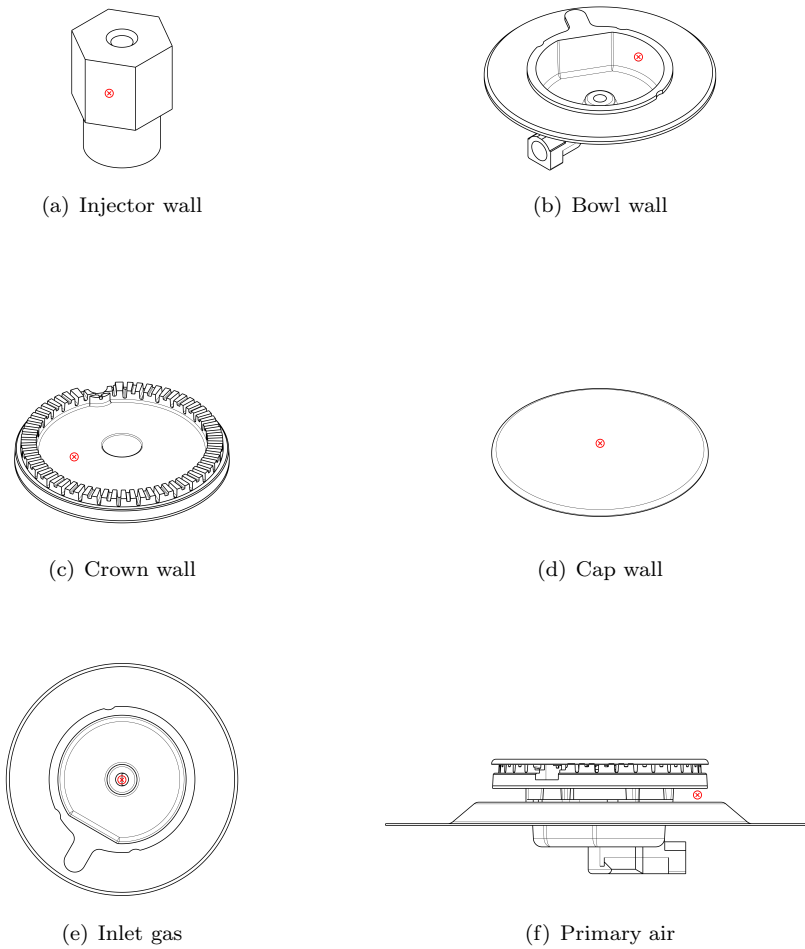 (a) Injector wall
(b) Bowl wall
(c) Crown wall
(d) Cap wall
(e) Inlet gas
(f) Primary air